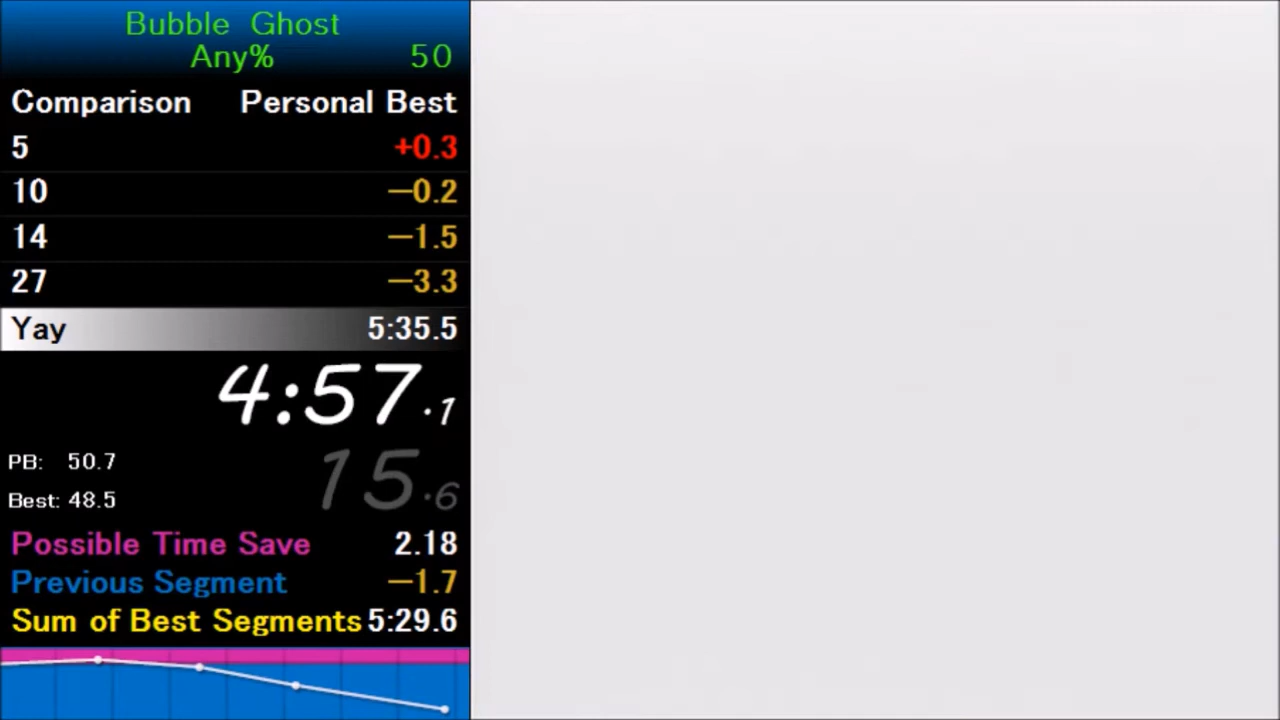 Bubble Ghost
Any% 50
Comparison Personal Best
5 +0.3
10 −0.2
14 −1.5
27 −3.3
Yay 5:35.5
4:57.1
PB: 50.7
15.6
Best: 48.5
Possible Time Save 2.18
Previous Segment −1.7
Sum of Best Segments 5:29.6